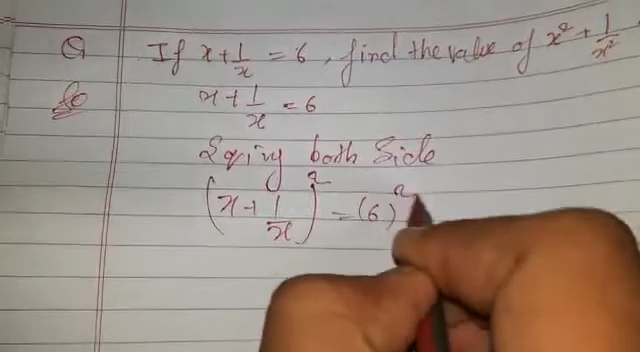 Q If x + 1/x = 6, find the value of x² + 1/x²
So x + 1/x = 6
Sqriny both Side
(x + 1/x)² = (6)²